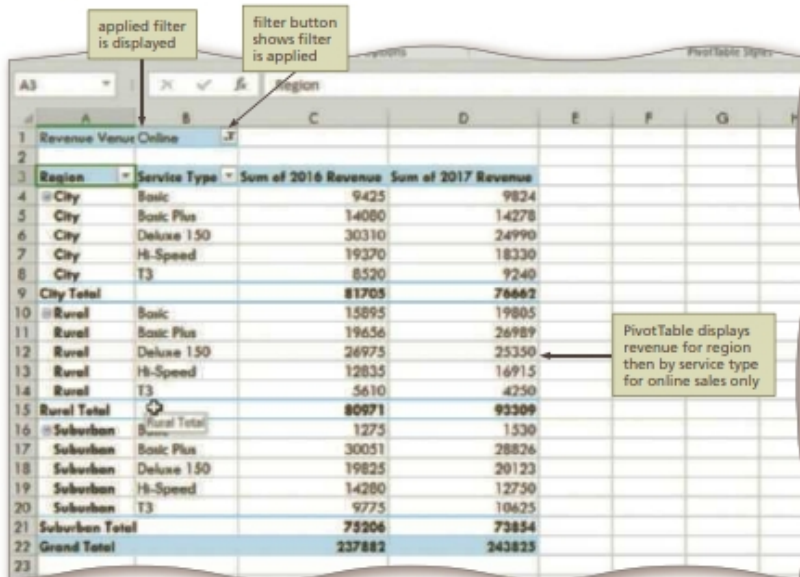 applied filter
is displayed
filter button
shows filter
is applied
PivotTable Styles
A3 fx Region
A B C D E F G H
1 Revenue Venue Online
2
3 Region Service Type Sum of 2016 Revenue Sum of 2017 Revenue
4 City Basic 9425 9824
5 City Basic Plus 14080 14278
6 City Deluxe 150 30310 24990
7 City Hi-Speed 19370 18330
8 City T3 8520 9240
9 City Total 81705 76662
10 Rural Basic 15895 19805
11 Rural Basic Plus 19656 26989
12 Rural Deluxe 150 26975 25350
13 Rural Hi-Speed 12835 16915
14 Rural T3 5610 4250
15 Rural Total 80971 93309
Rural Total
16 Suburban 1275 1530
17 Suburban Basic Plus 30051 28826
18 Suburban Deluxe 150 19825 20123
19 Suburban Hi-Speed 14280 12750
20 Suburban T3 9775 10625
21 Suburban Total 75206 73854
22 Grand Total 237882 243825
23
PivotTable displays
revenue for region
then by service type
for online sales only